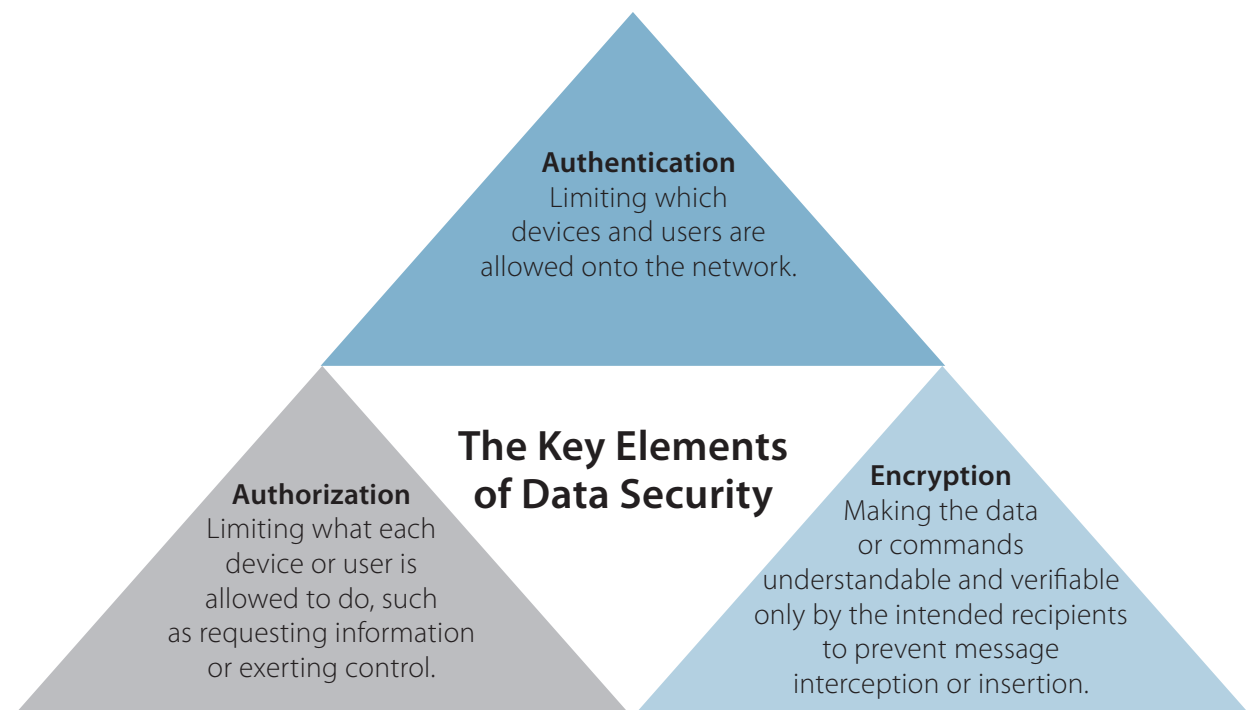 Authentication
Limiting which
devices and users are
allowed onto the network.
The Key Elements
of Data Security
Authorization
Limiting what each
device or user is
allowed to do, such
as requesting information
or exerting control.
Encryption
Making the data
or commands
understandable and verifiable
only by the intended recipients
to prevent message
interception or insertion.